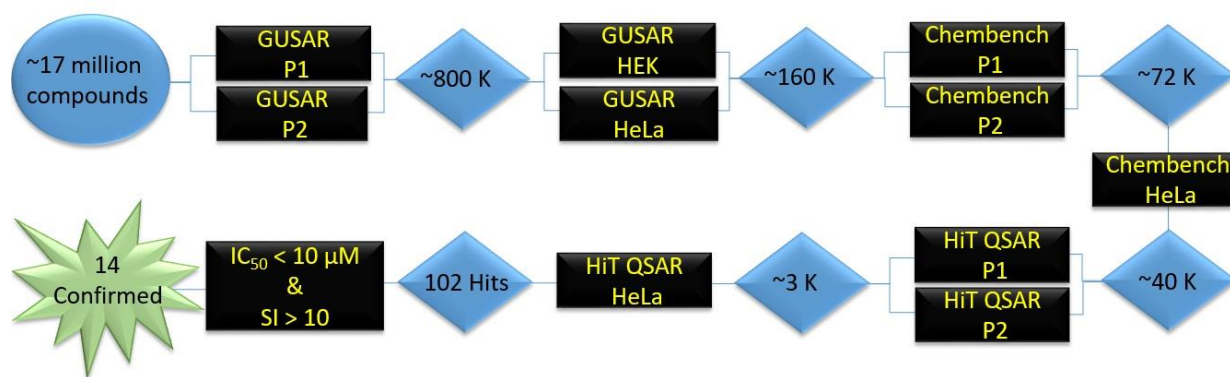 ~17 million
compounds
GUSAR
P1
GUSAR
P2
~800 K
GUSAR
HEK
GUSAR
HeLa
~160 K
Chembench
P1
Chembench
P2
~72 K
Chembench
HeLa
~40 K
HiT QSAR
P1
HiT QSAR
P2
~3 K
HiT QSAR
HeLa
102 Hits
IC₅₀ < 10 µM
&
SI > 10
14
Confirmed